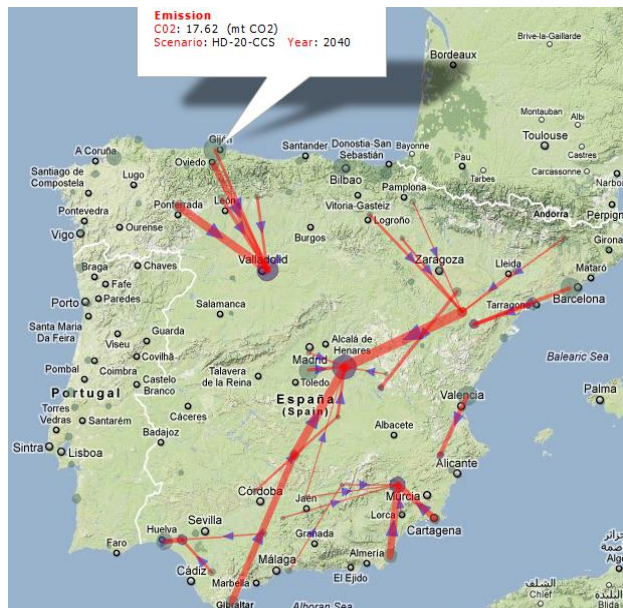 Emission
C02: 17.62 (mt CO2)
Scenario: HD-20-CCS Year: 2040
Bordeaux
Brive-la-Gaillarde
Montauban
Albi
Toulouse
Castres
Carcassonne
Narbon
Perpign
A Coruña
Gijón
Oviedo
Santander
Donostia-San
Sebastián
Bayonne
Pau
Tarbes
Santiago de
Compostela
Lugo
Bilbao
Vitoria-Gasteiz
Pamplona
Andorra
Pontevedra
Ponferrada
León
Logroño
Girona
Vigo
Ourense
Burgos
Chaves
Valladolid
Zaragoza
Lleida
Mataró
Barcelona
Tarragona
Braga
Fafe
Porto
Paredes
Salamanca
Santa Maria
Da Feira
Viseu
Guarda
Covilhã
Alcalá de
Henares
Madrid
Pombal
Coimbra
Castelo
Branco
Talavera
de la Reina
Toledo
Balearic Sea
Portugal
España
(Spain)
Valencia
Palma
Torres
Vedras
Santarém
Cáceres
Albacete
Sintra
Lisboa
Badajoz
Alicante
Córdoba
Jaén
Murcia
Lorca
Cartagena
Huelva
Sevilla
Granada
Faro
Málaga
Almería
El Ejido
Cádiz
Marbella
Gibraltar
Alboran Sea
الجزائر
الشلف
Chlef
البليدة
Blida